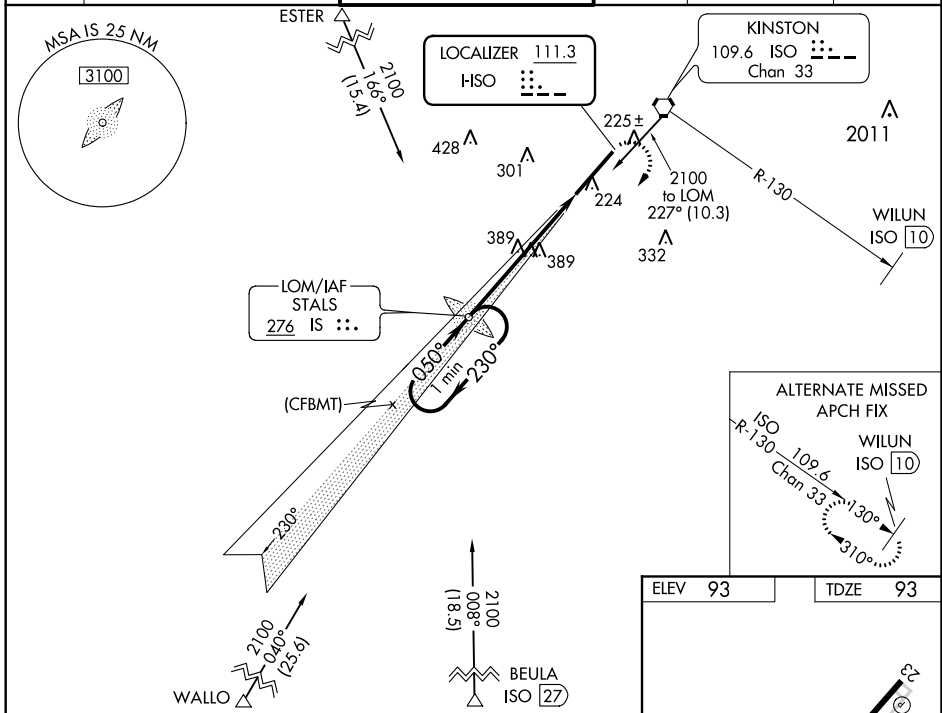 ESTER
MSA IS 25 NM
3100
2100
166°
(15.4)
LOCALIZER 111.3
I-ISO
KINSTON
109.6 ISO
Chan 33
428
301
225±
2011
224
2100
to LOM
227° (10.3)
R-130
WILUN
ISO 10
389
389
332
LOM/IAF
STALS
276 IS
050°
1 min
230°
(CFBMT)
230°
ALTERNATE MISSED
APCH FIX
ISO
R-130
109.6
Chan 33
WILUN
ISO 10
130°
310°
2100
040°
(25.6)
WALLO
2100
008°
(18.5)
BEULA
ISO 27
ELEV 93
TDZE 93
23
P